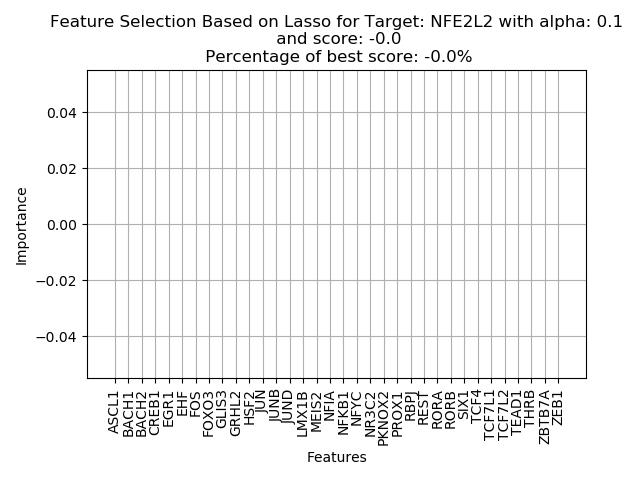 Feature Selection Based on Lasso for Target: NFE2L2 with alpha: 0.1
and score: -0.0
Percentage of best score: -0.0%
Importance
0.04
0.02
0.00
−0.02
−0.04
ASCL1
BACH1
BACH2
CREB1
EGR1
EHF
FOS
FOXO3
GLIS3
GRHL2
HSF2
JUN
JUNB
JUND
LMX1B
MEIS2
NFIA
NFKB1
NFYC
NR3C2
PKNOX2
PROX1
RBPJ
REST
RORA
RORB
SIX1
TCF4
TCF7L1
TCF7L2
TEAD1
THRB
ZBTB7A
ZEB1
Features